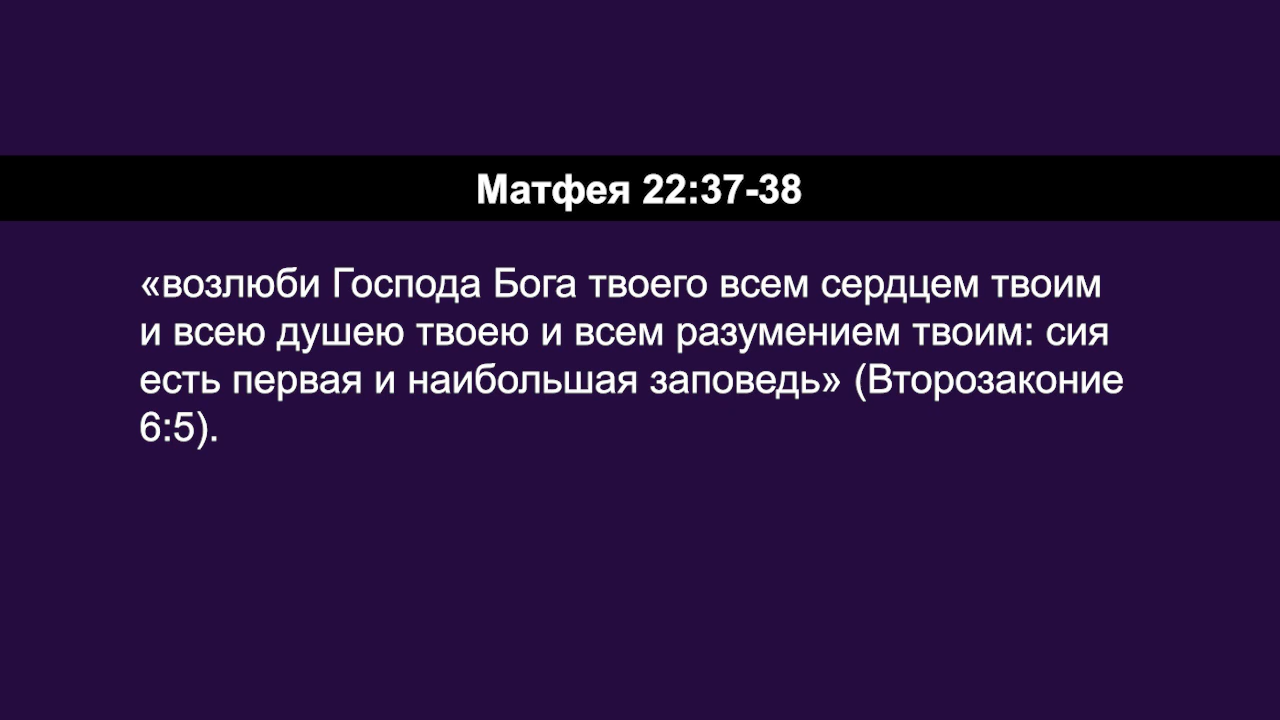 Матфея 22:37-38
«возлюби Господа Бога твоего всем сердцем твоим
и всею душею твоею и всем разумением твоим: сия
есть первая и наибольшая заповедь» (Второзаконие
6:5).